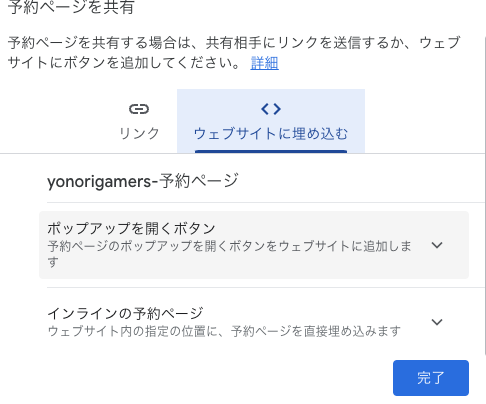 予約ページを共有
予約ページを共有する場合は、共有相手にリンクを送信するか、ウェブ
サイトにボタンを追加してください。 詳細
リンク
ウェブサイトに埋め込む
yonorigamers-予約ページ
ポップアップを開くボタン
予約ページのポップアップを開くボタンをウェブサイトに追加しま
す
インラインの予約ページ
ウェブサイト内の指定の位置に、予約ページを直接埋め込みます
完了